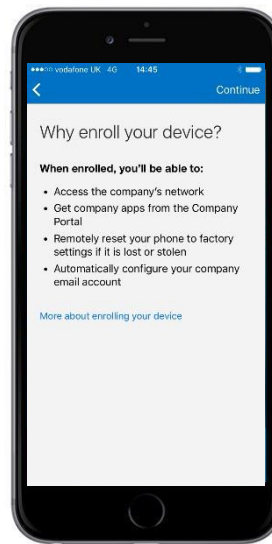 vodafone UK 4G 14:45
Continue
Why enroll your device?
When enrolled, you'll be able to:
• Access the company's network
• Get company apps from the Company
Portal
• Remotely reset your phone to factory
settings if it is lost or stolen
• Automatically configure your company
email account
More about enrolling your device